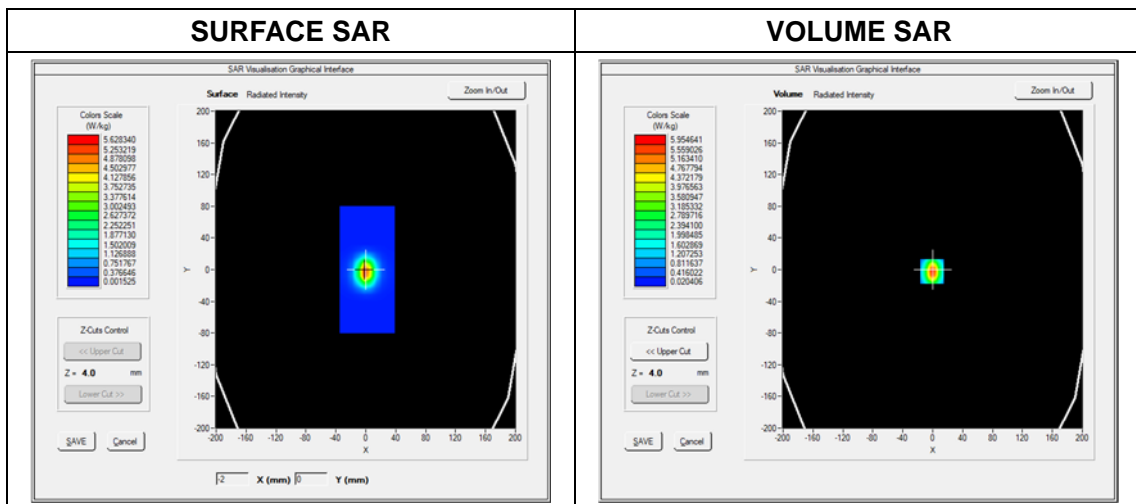 SURFACE SAR
VOLUME SAR
SAR Visualisation Graphical Interface
Surface Radiated Intensity
Zoom In/Out
Colors Scale
(W/kg)
5.628340
5.253219
4.878098
4.502977
4.127856
3.752735
3.377614
3.002493
2.627372
2.252251
1.877130
1.502009
1.126888
0.751767
0.376646
0.001525
200
160
120
80
40
0
-40
-80
-120
-160
-200
Y
-200 -160 -120 -80 -40 0 40 80 120 160 200
X
Z-Cuts Control
<< Upper Cut
Z = 4.0 mm
Lower Cut >>
SAVE Cancel
-2 X (mm) 0 Y (mm)
SAR Visualisation Graphical Interface
Volume Radiated Intensity
Zoom In/Out
Colors Scale
(W/kg)
5.954641
5.559026
5.163410
4.767794
4.372179
3.976563
3.580947
3.185332
2.789716
2.394100
1.998485
1.602869
1.207253
0.811637
0.416022
0.020406
200
160
120
80
40
0
-40
-80
-120
-160
-200
Y
-200 -160 -120 -80 -40 0 40 80 120 160 200
X
Z-Cuts Control
<< Upper Cut
Z = 4.0 mm
Lower Cut >>
SAVE Cancel